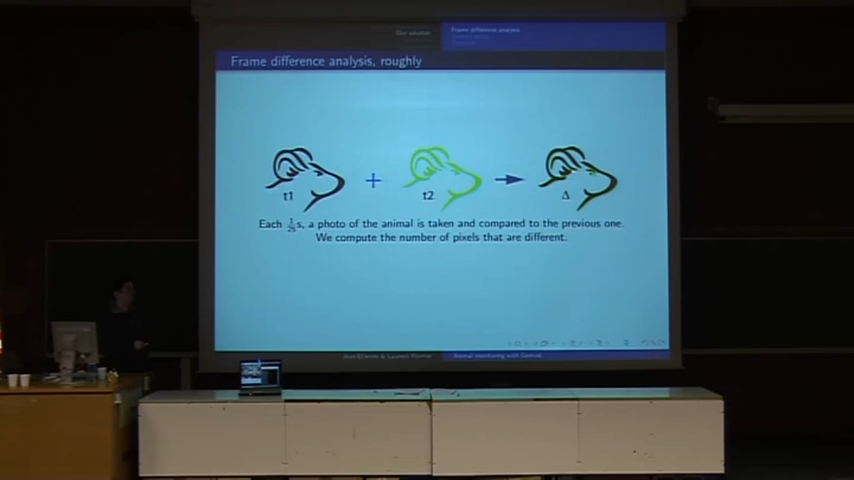 Our solution
Frame difference analysis
Frame difference analysis, roughly
t1 + t2 Δ
Each 1/25 s, a photo of the animal is taken and compared to the previous one.
We compute the number of pixels that are different.
Animal monitoring with